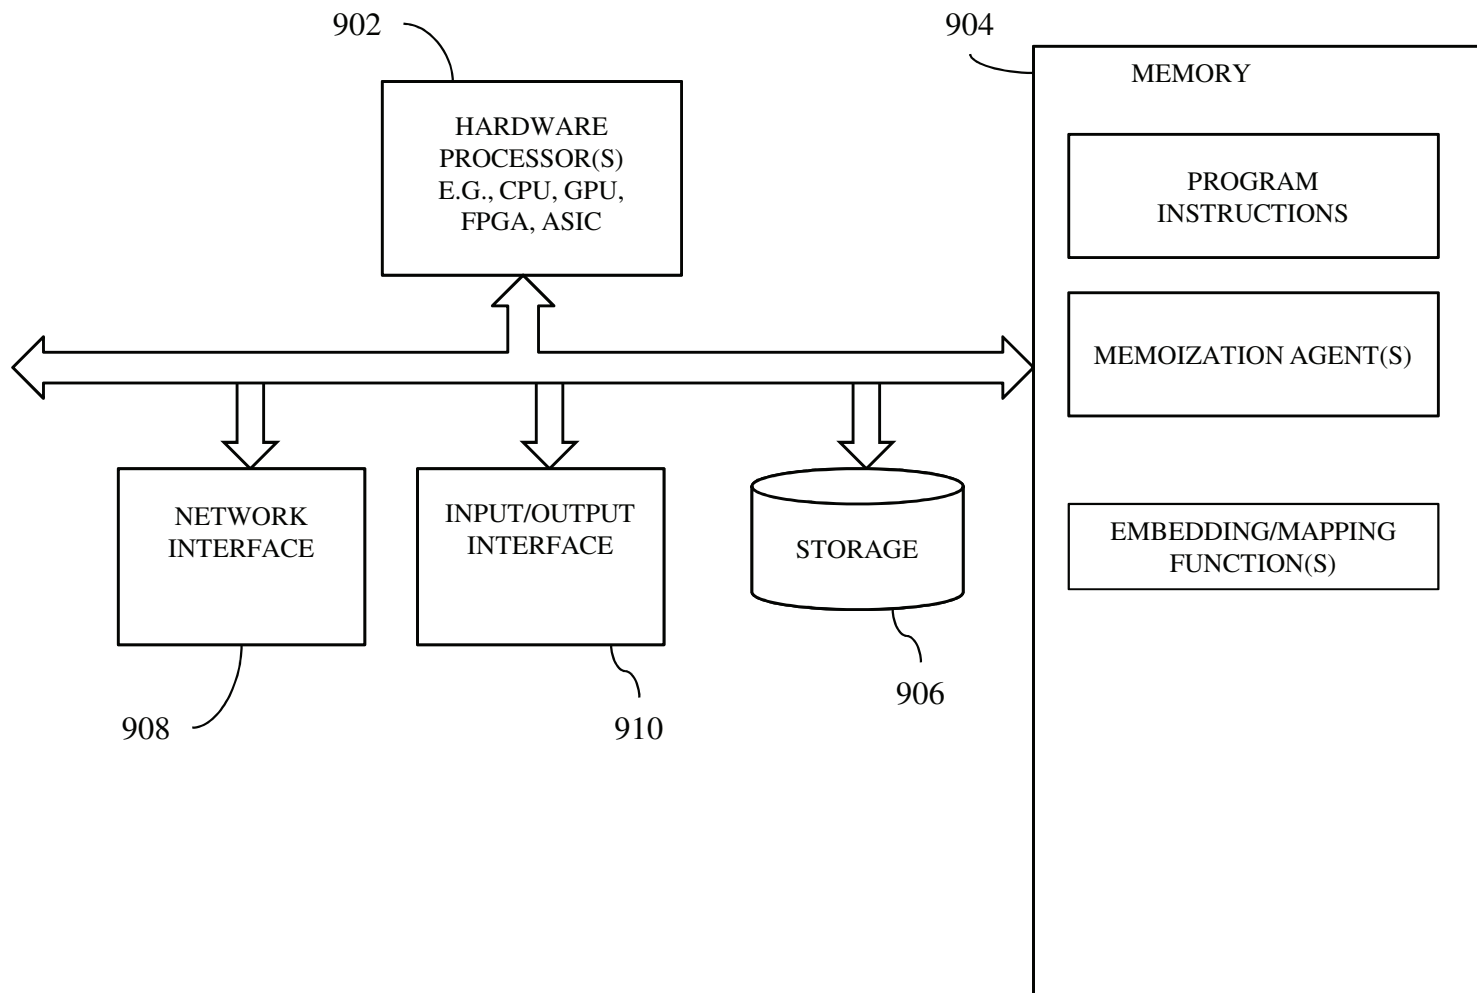 902
904
HARDWARE
PROCESSOR(S)
E.G., CPU, GPU,
FPGA, ASIC
MEMORY
PROGRAM
INSTRUCTIONS
MEMOIZATION AGENT(S)
EMBEDDING/MAPPING
FUNCTION(S)
NETWORK
INTERFACE
INPUT/OUTPUT
INTERFACE
STORAGE
908
910
906